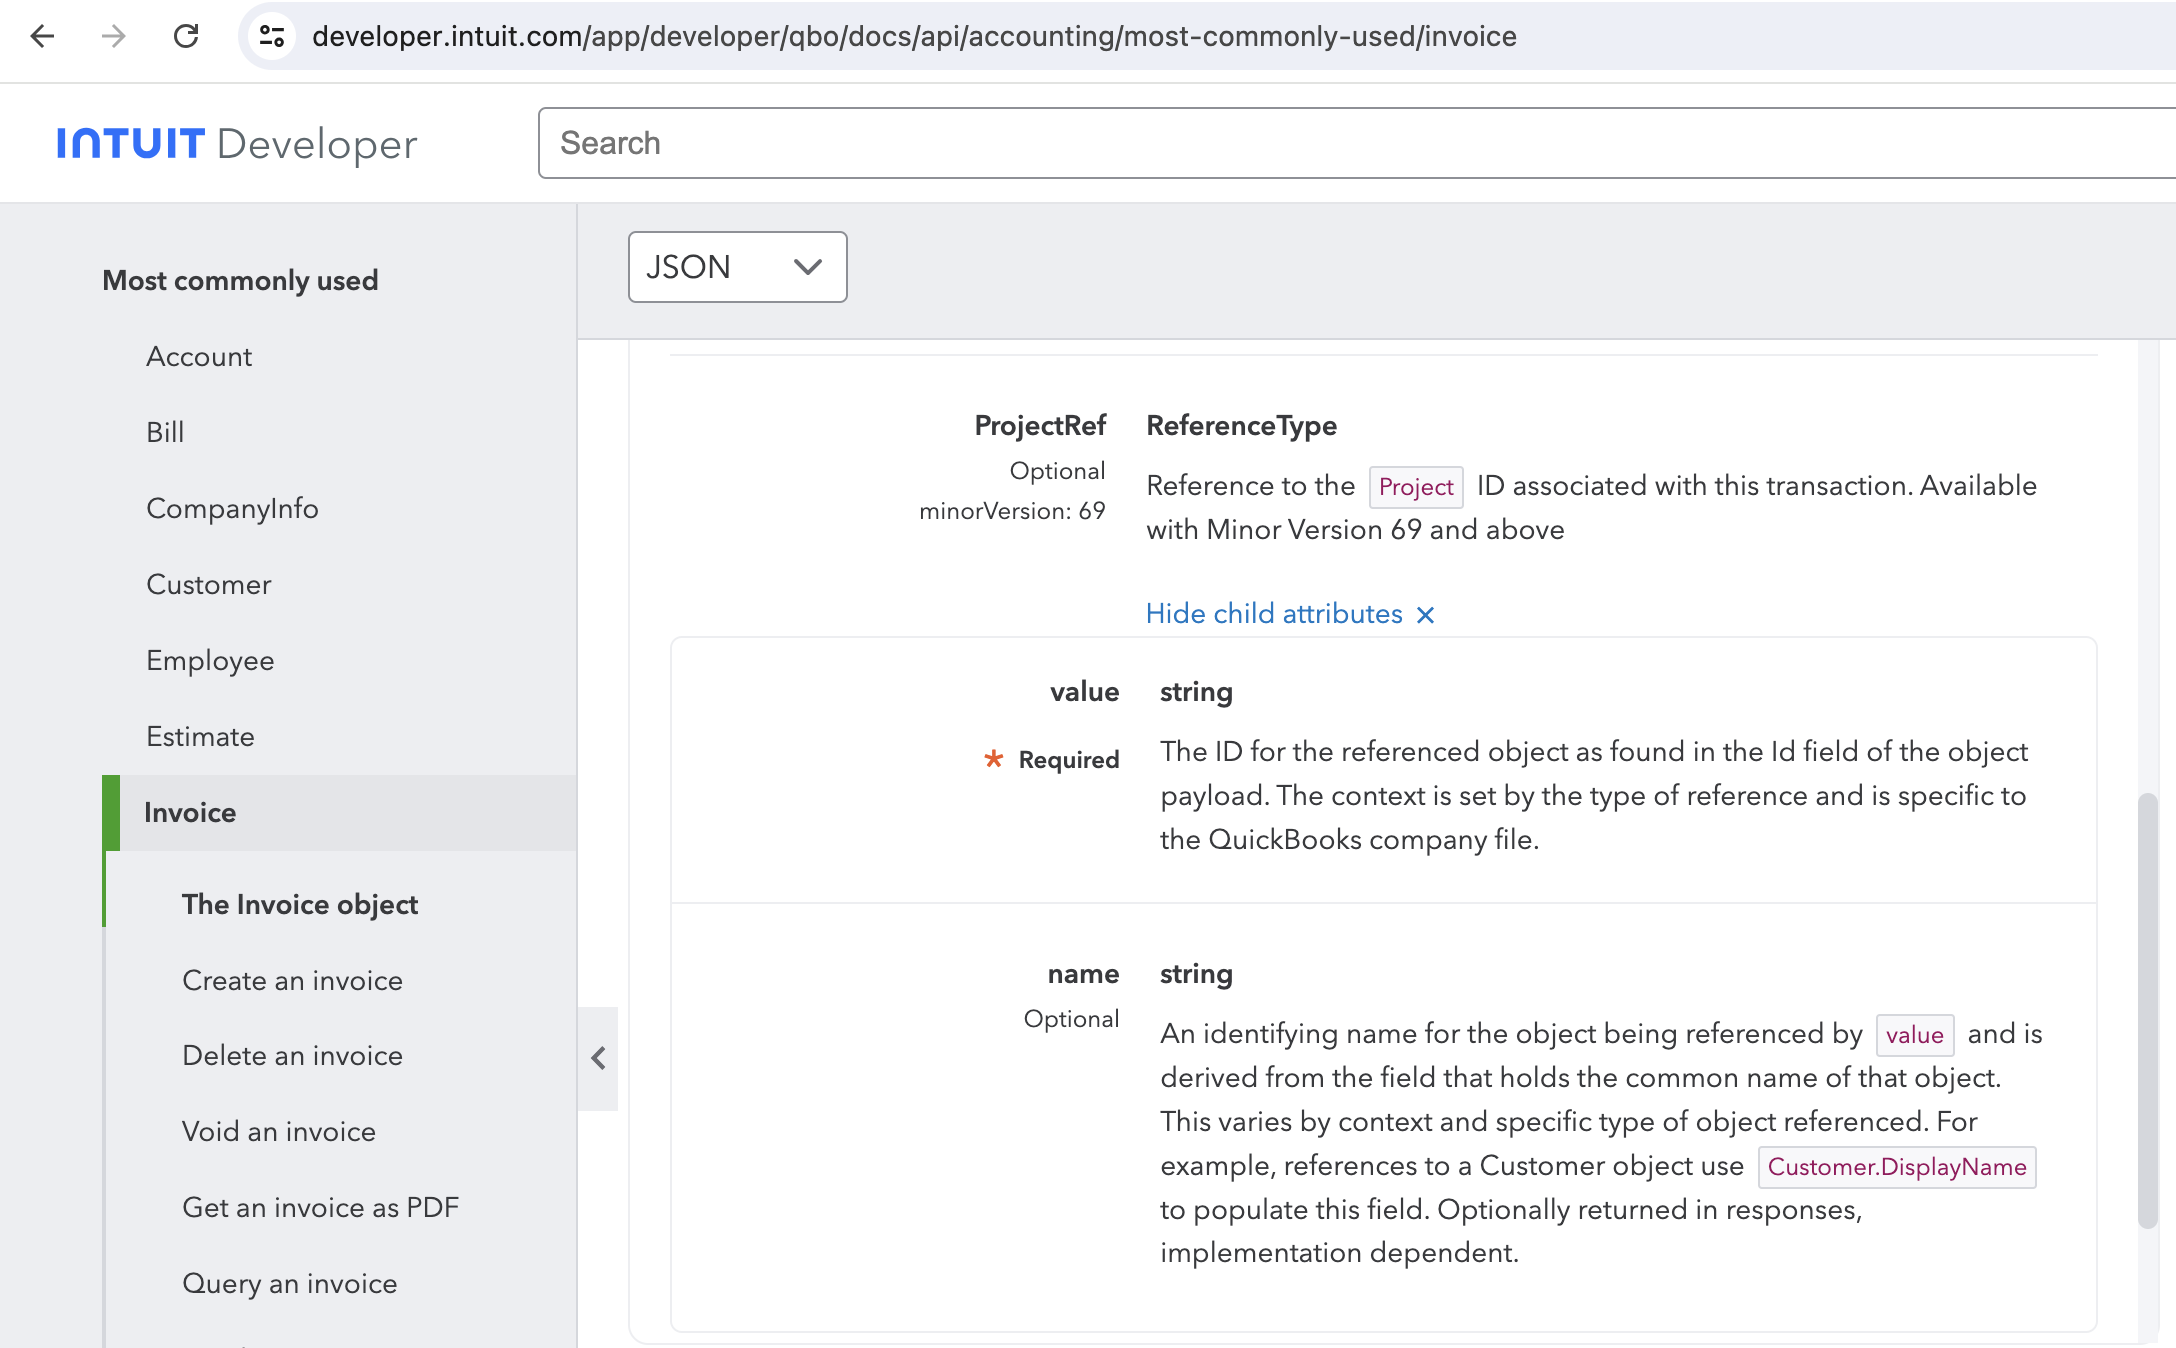 developer.intuit.com/app/developer/qbo/docs/api/accounting/most-commonly-used/invoice
INTUIT Developer
Search
Most commonly used
Account
Bill
CompanyInfo
Customer
Employee
Estimate
Invoice
The Invoice object
Create an invoice
Delete an invoice
Void an invoice
Get an invoice as PDF
Query an invoice
JSON
ProjectRef
Optional
minorVersion: 69
ReferenceType
Reference to the Project ID associated with this transaction. Available
with Minor Version 69 and above
Hide child attributes ×
value
* Required
string
The ID for the referenced object as found in the Id field of the object
payload. The context is set by the type of reference and is specific to
the QuickBooks company file.
name
Optional
string
An identifying name for the object being referenced by value and is
derived from the field that holds the common name of that object.
This varies by context and specific type of object referenced. For
example, references to a Customer object use Customer.DisplayName
to populate this field. Optionally returned in responses,
implementation dependent.